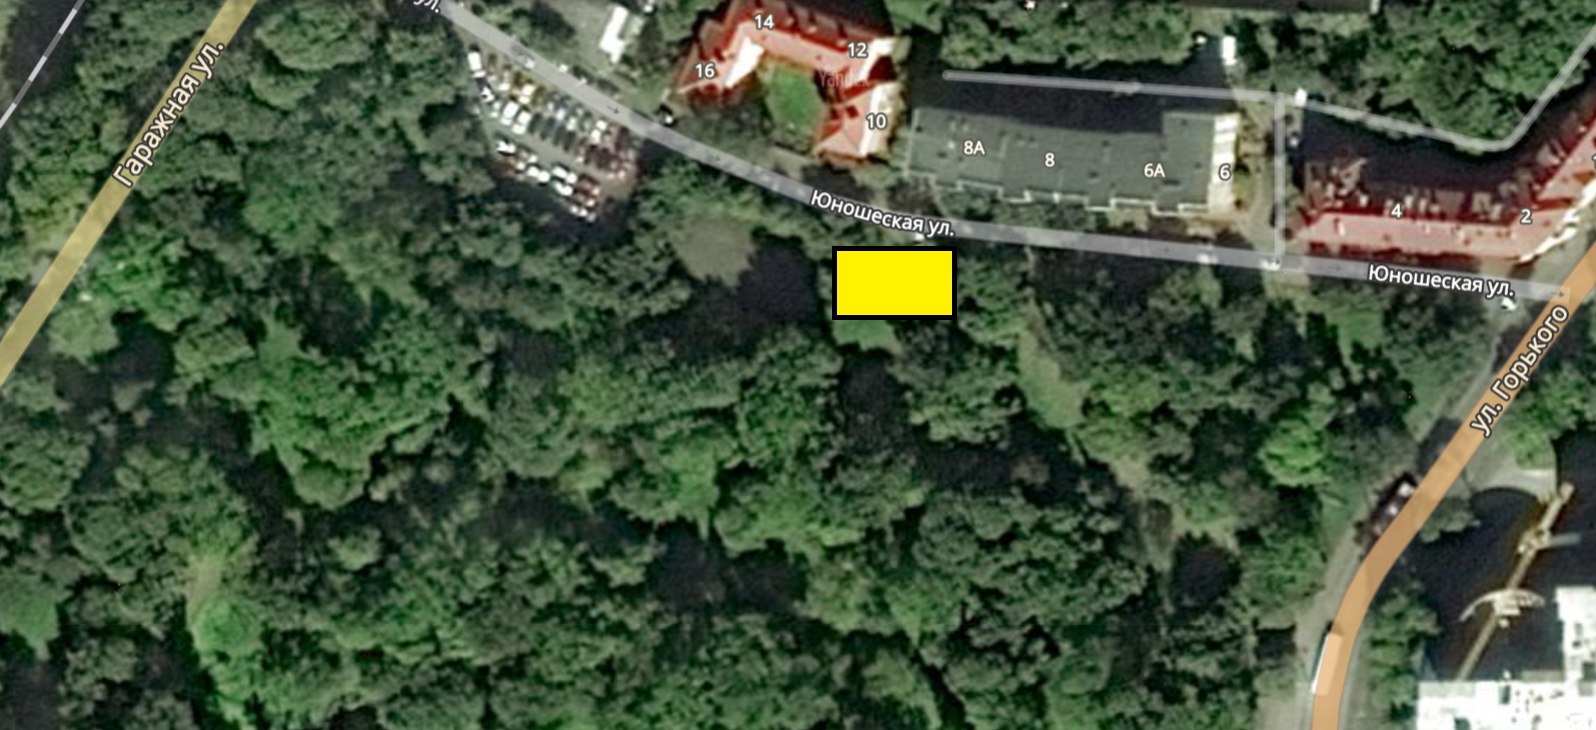 ул.
14
12
16
Гаражная ул.
10
8А
8
6А
6
Юношеская ул.
4
2
Юношеская ул.
ул. Горького